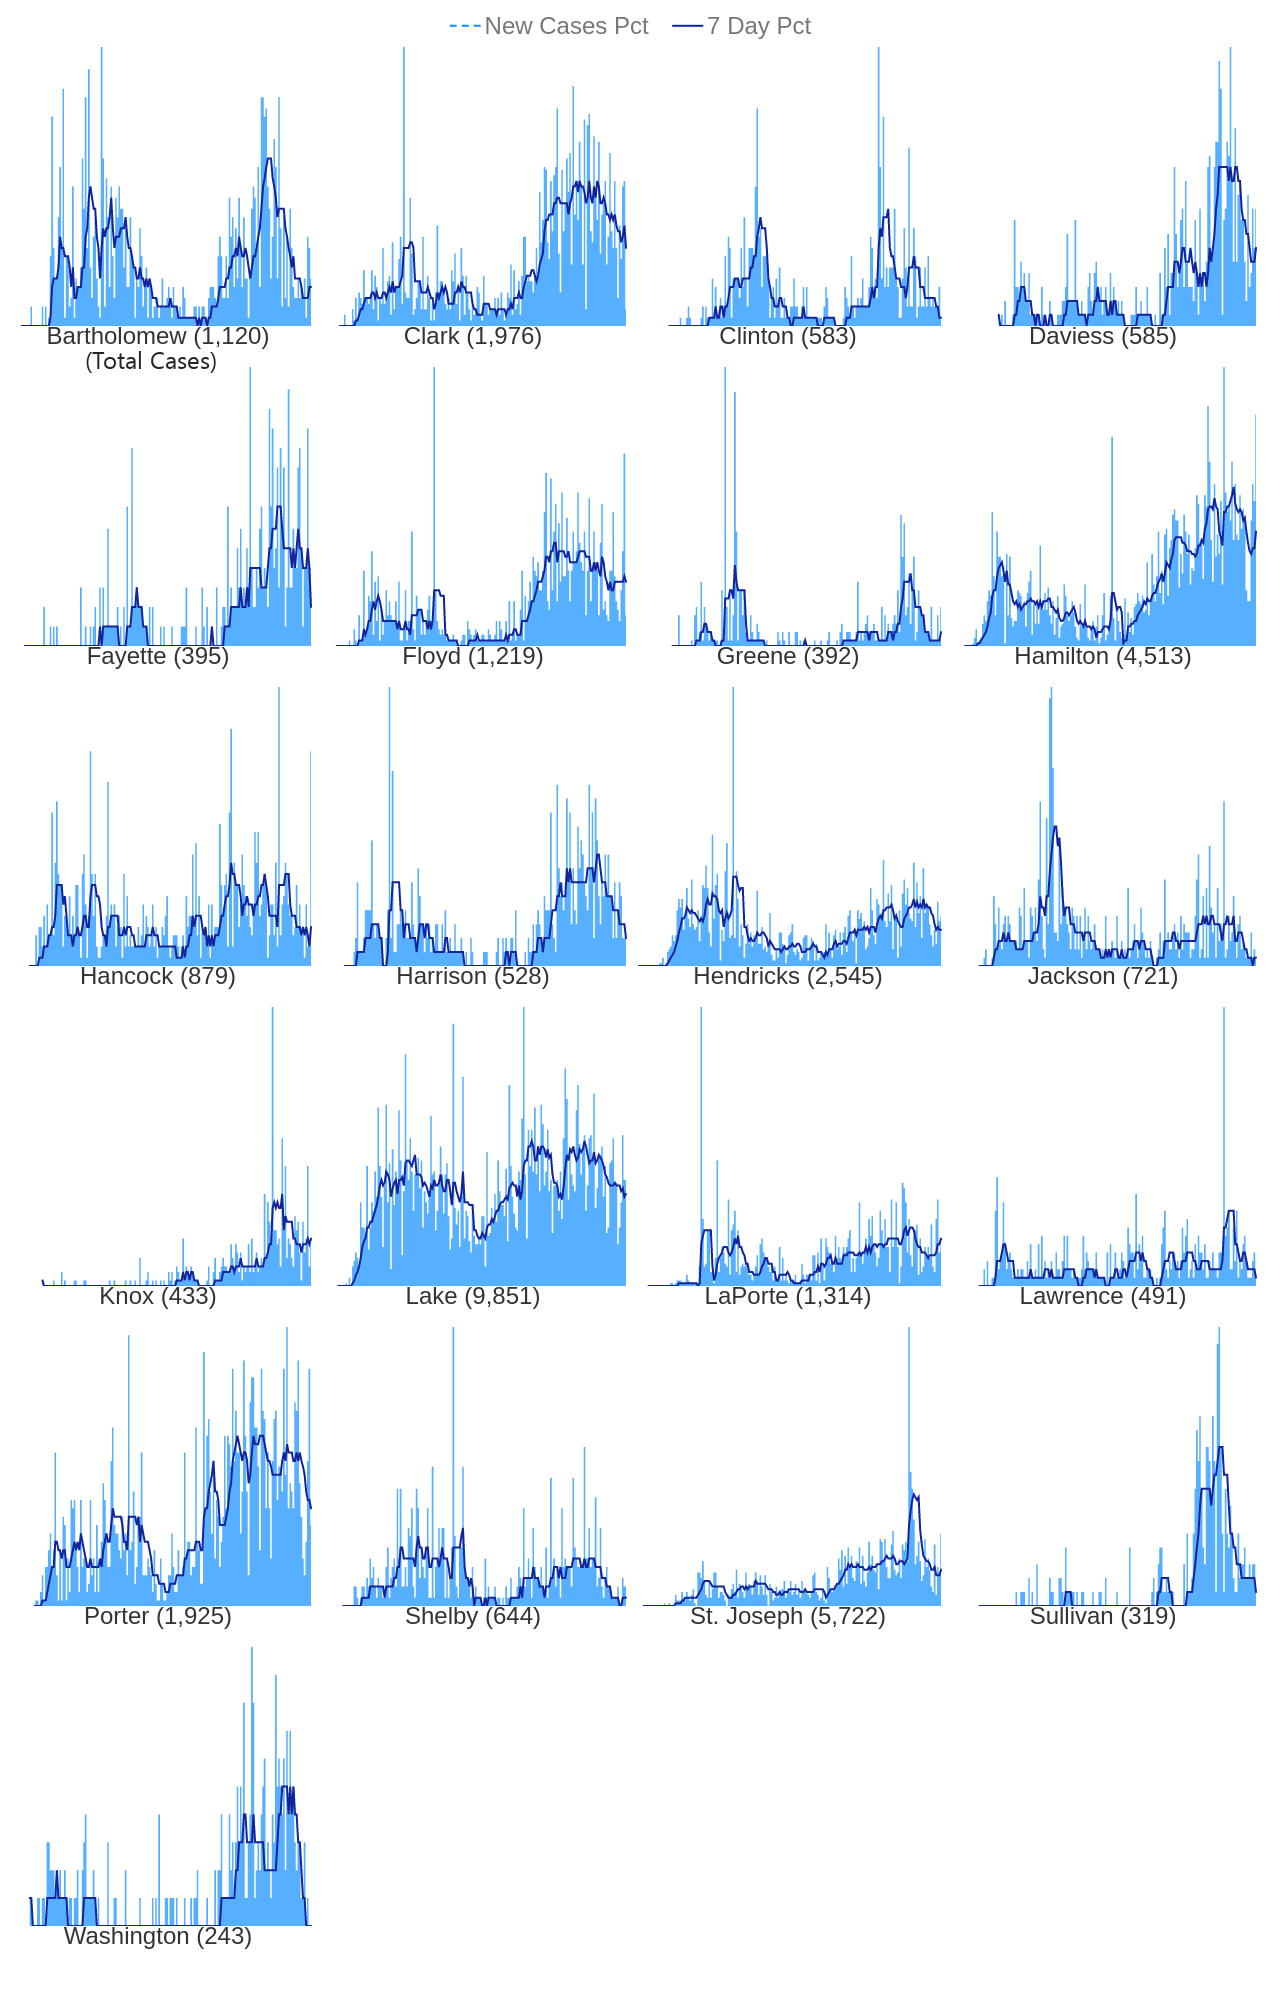 New Cases Pct 7 Day Pct
Bartholomew (1,120) Clark (1,976) Clinton (583) Daviess (585)
(Total Cases)
Fayette (395) Floyd (1,219) Greene (392) Hamilton (4,513)
Hancock (879) Harrison (528) Hendricks (2,545) Jackson (721)
Knox (433) Lake (9,851) LaPorte (1,314) Lawrence (491)
Porter (1,925) Shelby (644) St. Joseph (5,722) Sullivan (319)
Washington (243)